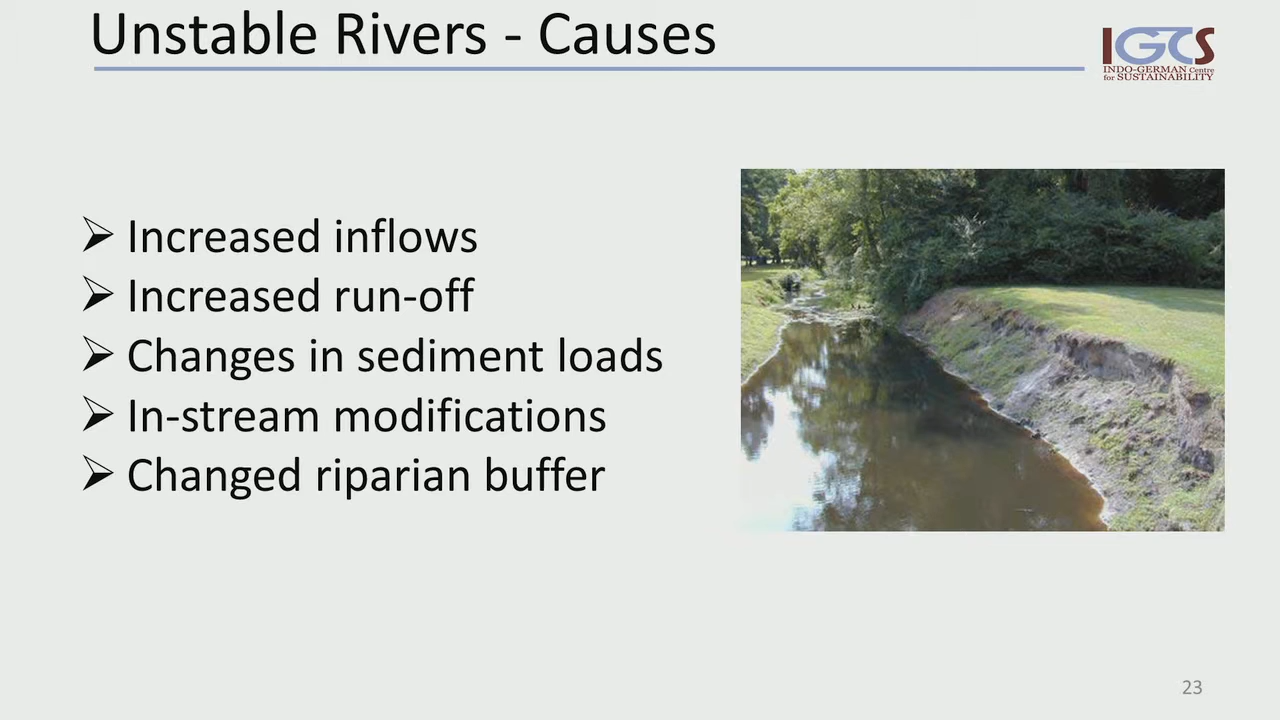 Unstable Rivers - Causes
IGCS
INDO-GERMAN Centre
for SUSTAINABILITY
➢ Increased inflows
➢ Increased run-off
➢ Changes in sediment loads
➢ In-stream modifications
➢ Changed riparian buffer
23